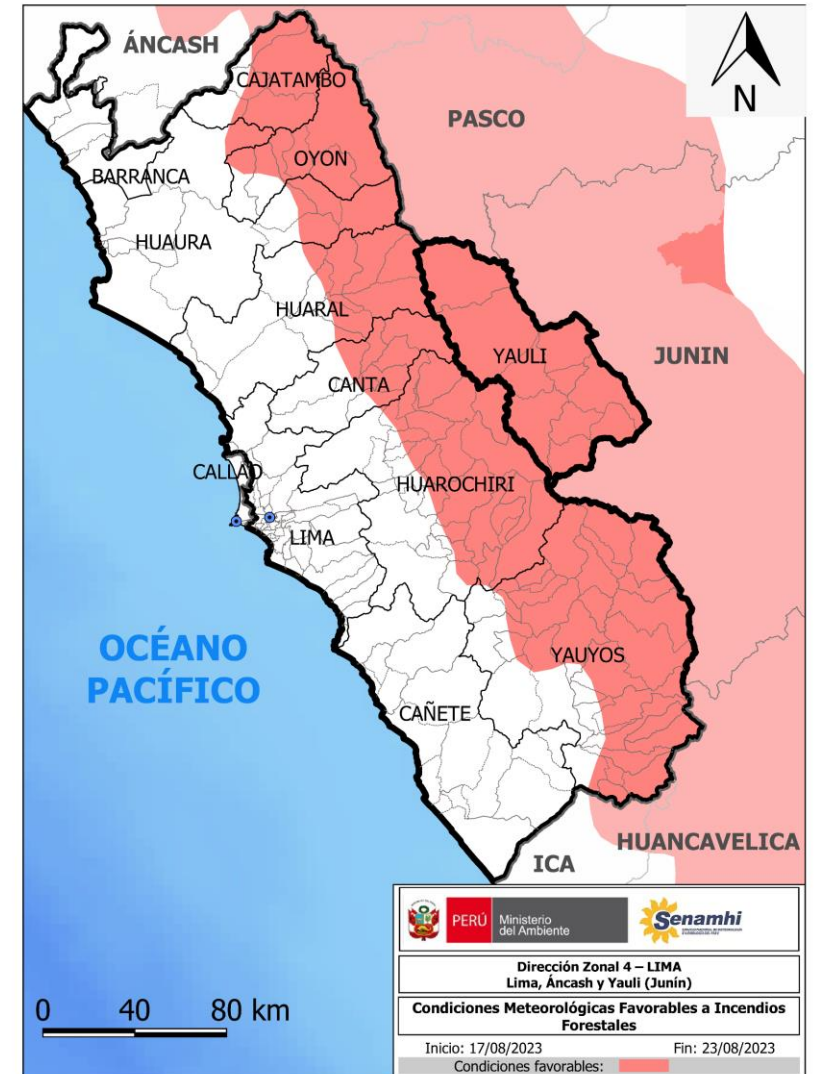 ÁNCASH
N
CAJATAMBO
PASCO
OYON
BARRANCA
HUAURA
HUARAL
YAULI
JUNIN
CANTA
CALLAO
HUAROCHIRI
LIMA
OCÉANO
PACÍFICO
YAUYOS
CAÑETE
HUANCAVELICA
ICA
PERÚ
Ministerio
del Ambiente
Senamhi
Dirección Zonal 4 – LIMA
Lima, Áncash y Yauli (Junín)
Condiciones Meteorológicas Favorables a Incendios
Forestales
0 40 80 km
Inicio: 17/08/2023 Fin: 23/08/2023
Condiciones favorables: